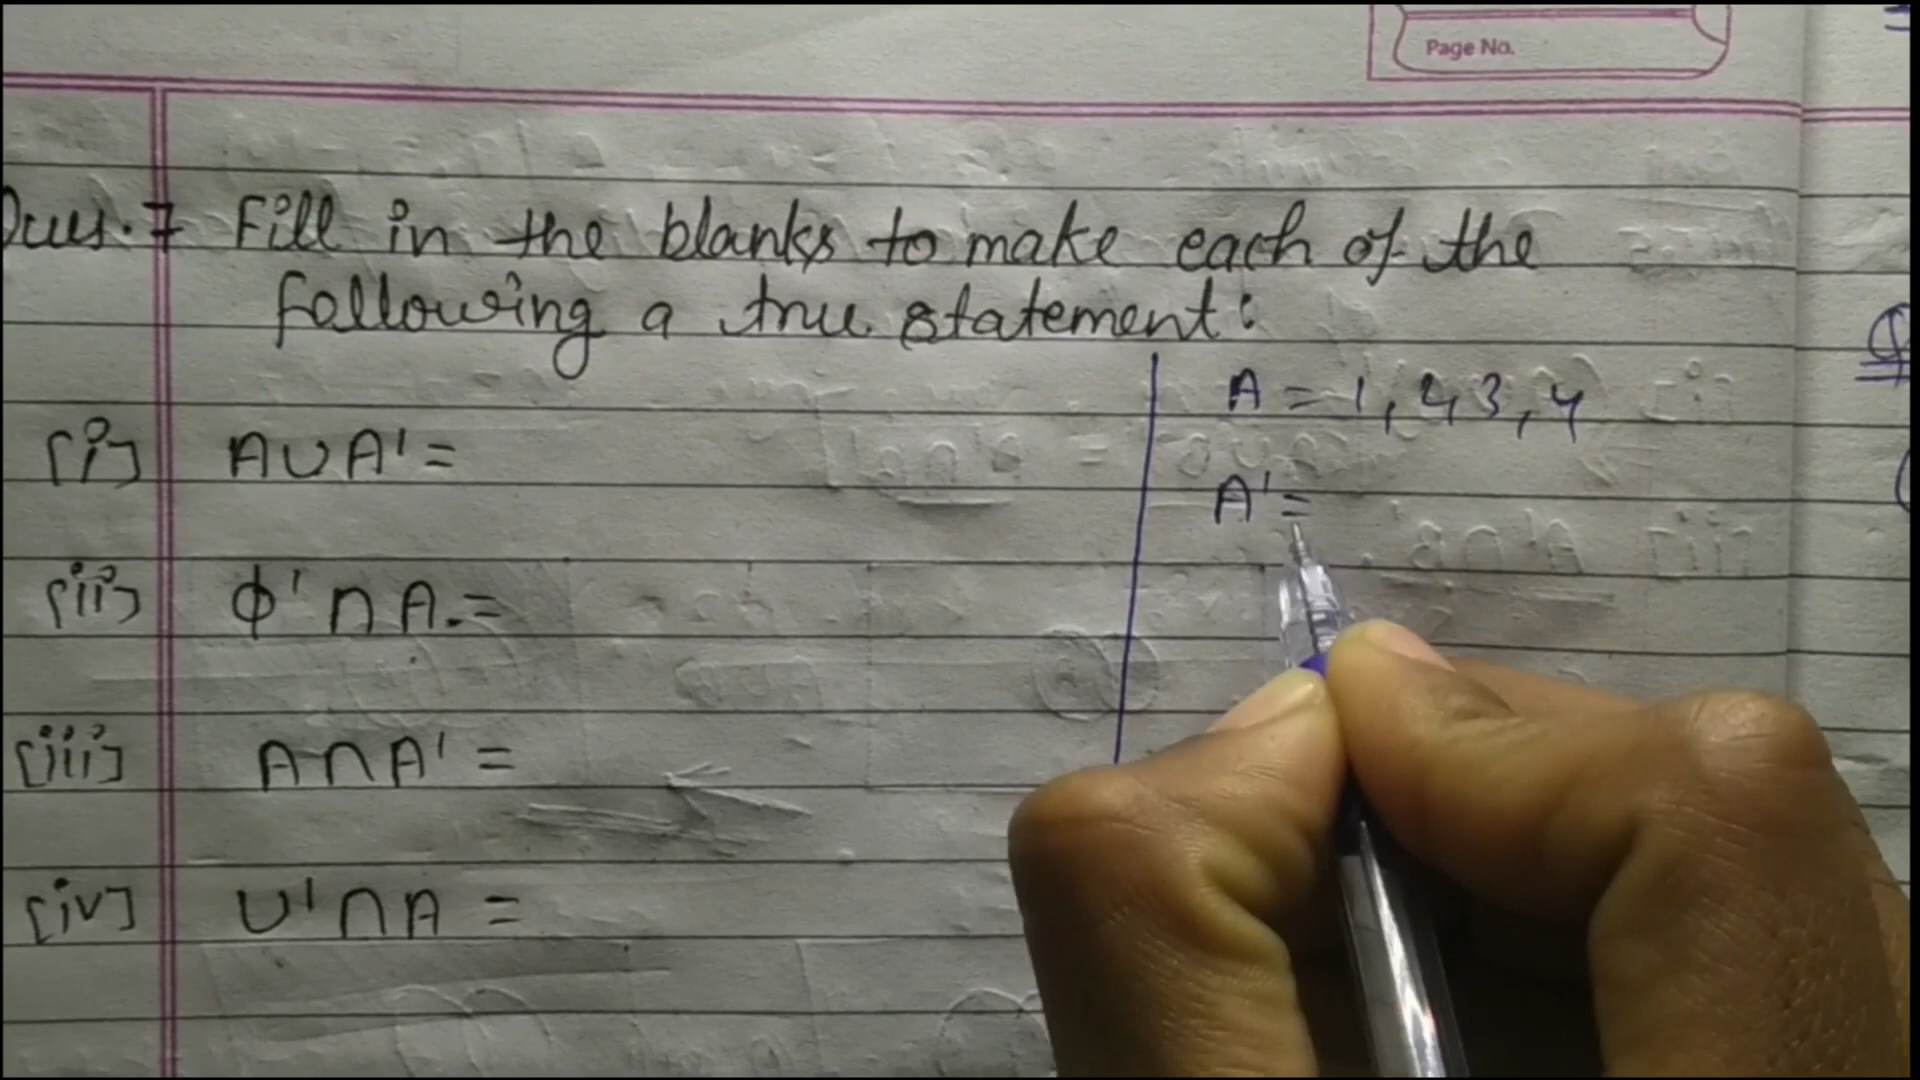 Page No.
Ques.7 Fill in the blanks to make each of the
following a true statement:
A = 1, 2, 3, 4
[i] A∪A' =
A' =
[ii] ϕ' ∩ A. =
[iii] A∩A' =
[iv] U'∩A =